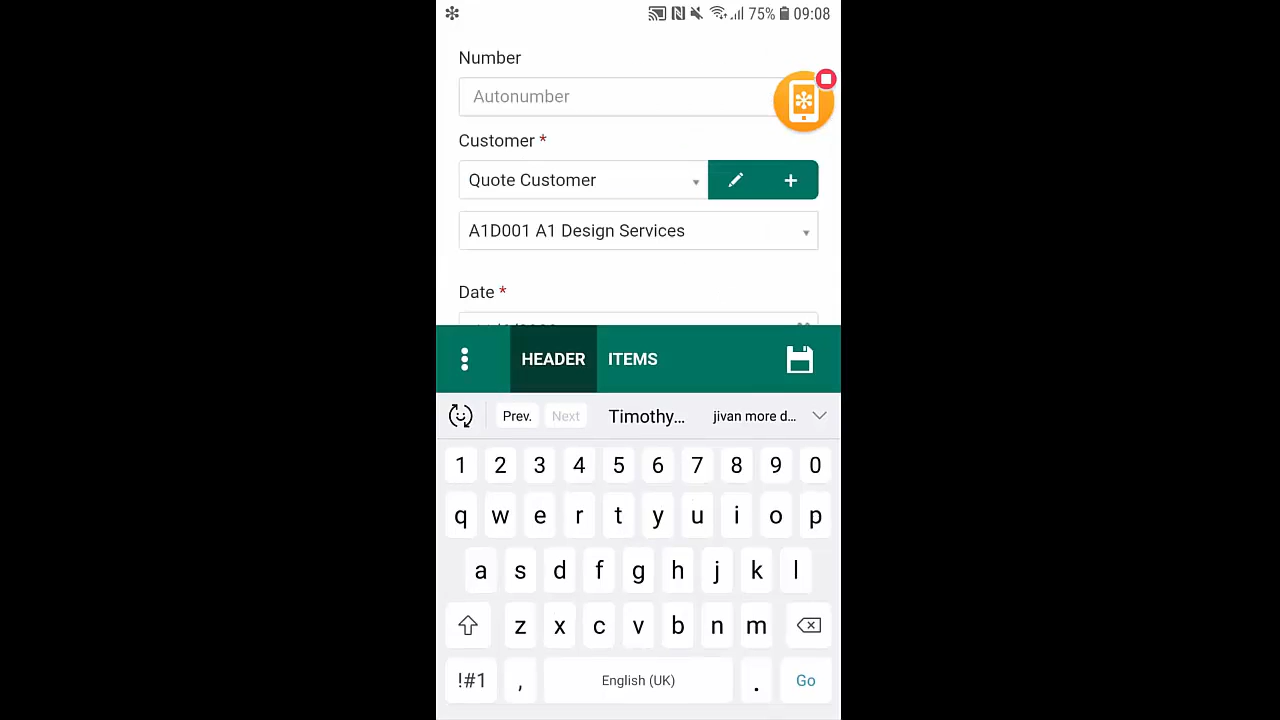 75% 09:08
Number
Autonumber
Customer *
Quote Customer
A1D001 A1 Design Services
Date *
HEADER ITEMS
Prev. Next Timothy... jivan more d...
1 2 3 4 5 6 7 8 9 0
q w e r t y u i o p
a s d f g h j k l
z x c v b n m
!#1 , English (UK) . Go